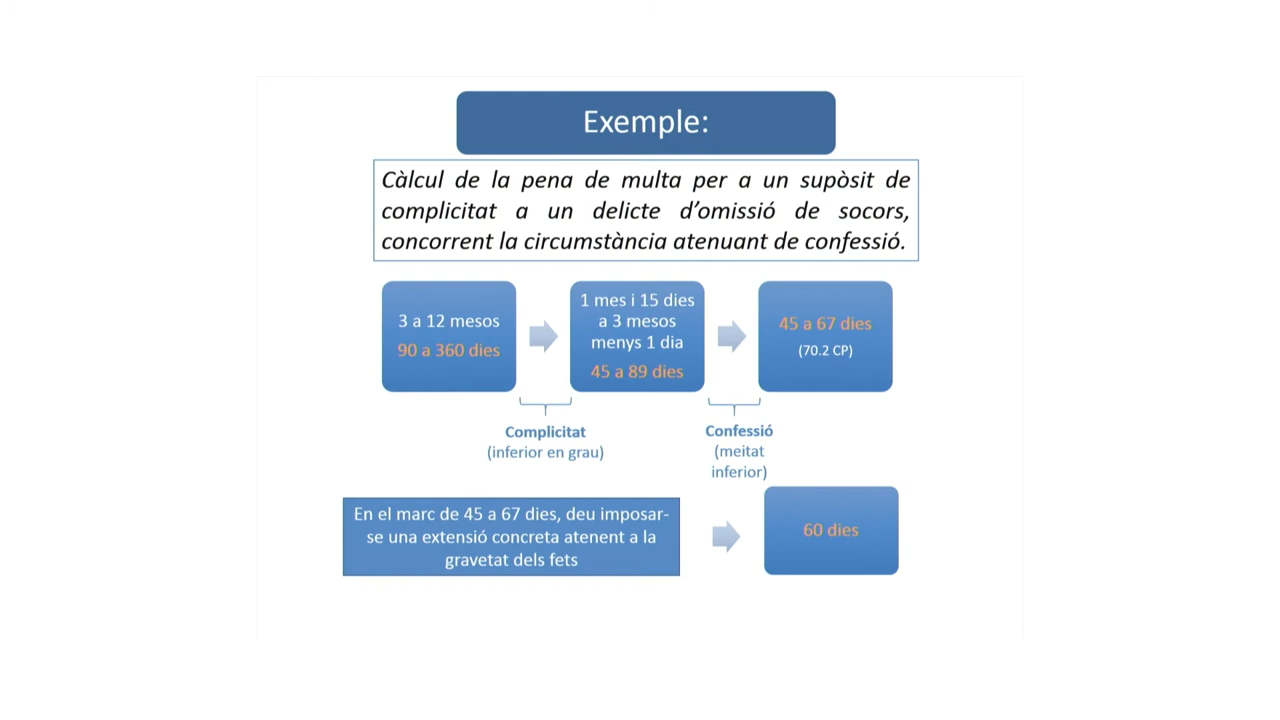 Exemple:
Càlcul de la pena de multa per a un supòsit de
complicitat a un delicte d’omissió de socors,
concorrent la circumstància atenuant de confessió.
3 a 12 mesos
90 a 360 dies
1 mes i 15 dies
a 3 mesos
menys 1 dia
45 a 89 dies
45 a 67 dies
(70.2 CP)
Complicitat
(inferior en grau)
Confessió
(meitat
inferior)
En el marc de 45 a 67 dies, deu imposar-
se una extensió concreta atenent a la
gravetat dels fets
60 dies